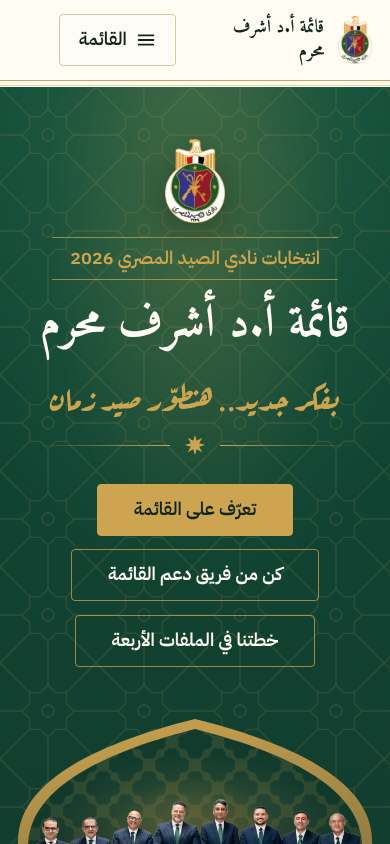 قائمة أ.د أشرف
محرم
القائمة
انتخابات نادي الصيد المصري 2026
قائمة أ.د أشرف محرم
بفكر جديد.. هنطوّر صيد زمان
تعرّف على القائمة
كن من فريق دعم القائمة
خطتنا في الملفات الأربعة